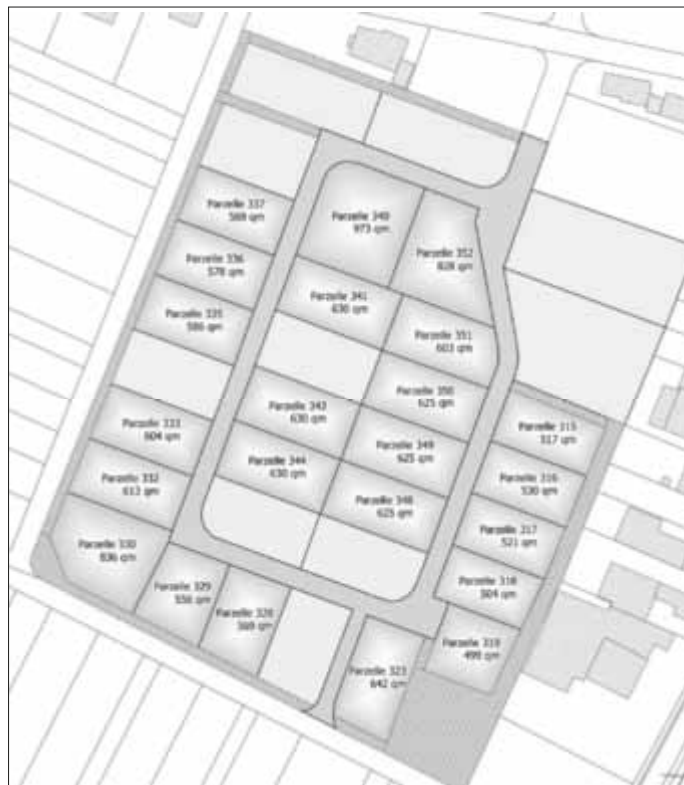 Parzelle 337
569 qm
Parzelle 336
578 qm
Parzelle 335
586 qm
Parzelle 333
604 qm
Parzelle 332
613 qm
Parzelle 330
836 qm
Parzelle 329
550 qm
Parzelle 328
569 qm
Parzelle 323
642 qm
Parzelle 340
973 qm
Parzelle 352
828 qm
Parzelle 341
630 qm
Parzelle 351
603 qm
Parzelle 350
625 qm
Parzelle 343
630 qm
Parzelle 349
625 qm
Parzelle 344
630 qm
Parzelle 348
625 qm
Parzelle 315
517 qm
Parzelle 316
530 qm
Parzelle 317
521 qm
Parzelle 318
504 qm
Parzelle 319
499 qm